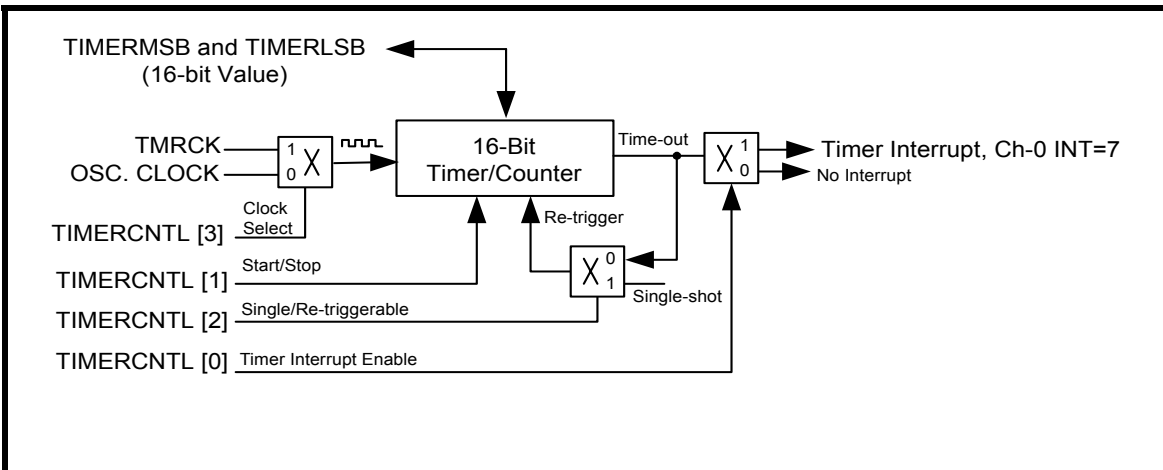 TIMERMSB and TIMERLSB
(16-bit Value)
TMRCK
OSC. CLOCK
1
0
X
16-Bit
Timer/Counter
Time-out
X
1
0
Timer Interrupt, Ch-0 INT=7
No Interrupt
Clock
Select
TIMERCNTL [3]
Re-trigger
X
0
1
Single-shot
TIMERCNTL [1]
Start/Stop
TIMERCNTL [2]
Single/Re-triggerable
TIMERCNTL [0]
Timer Interrupt Enable